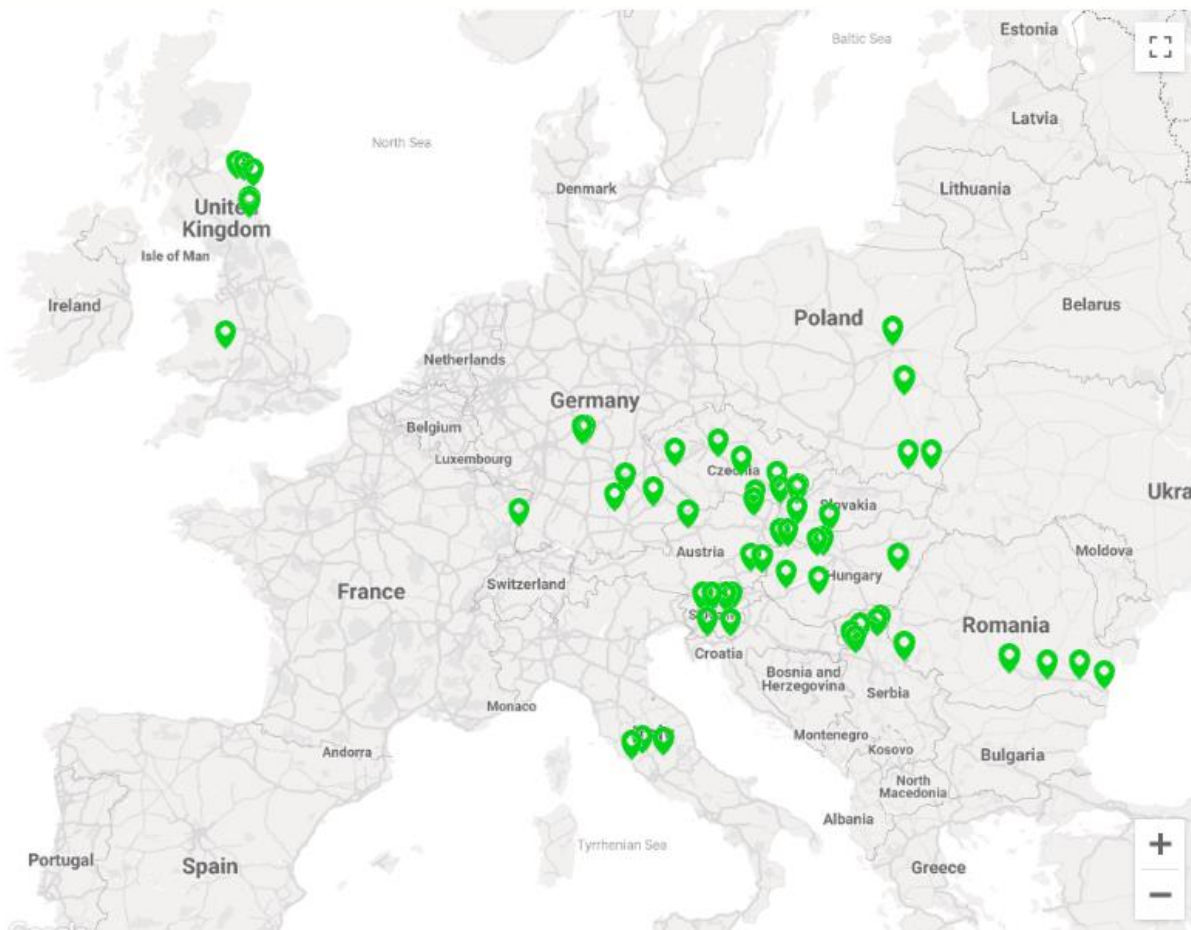 Estonia
Baltic Sea
Latvia
North Sea
Denmark
Lithuania
United
Kingdom
Isle of Man
Ireland
Belarus
Poland
Netherlands
Germany
Belgium
Luxembourg
Czechia
Ukra
Slovakia
Austria
Moldova
Switzerland
Hungary
France
Romania
Croatia
Bosnia and
Herzegovina
Serbia
Monaco
Montenegro
Andorra
Kosovo
Bulgaria
North
Macedonia
Albania
Tyrrhenian Sea
Portugal
Spain
Greece
+
−